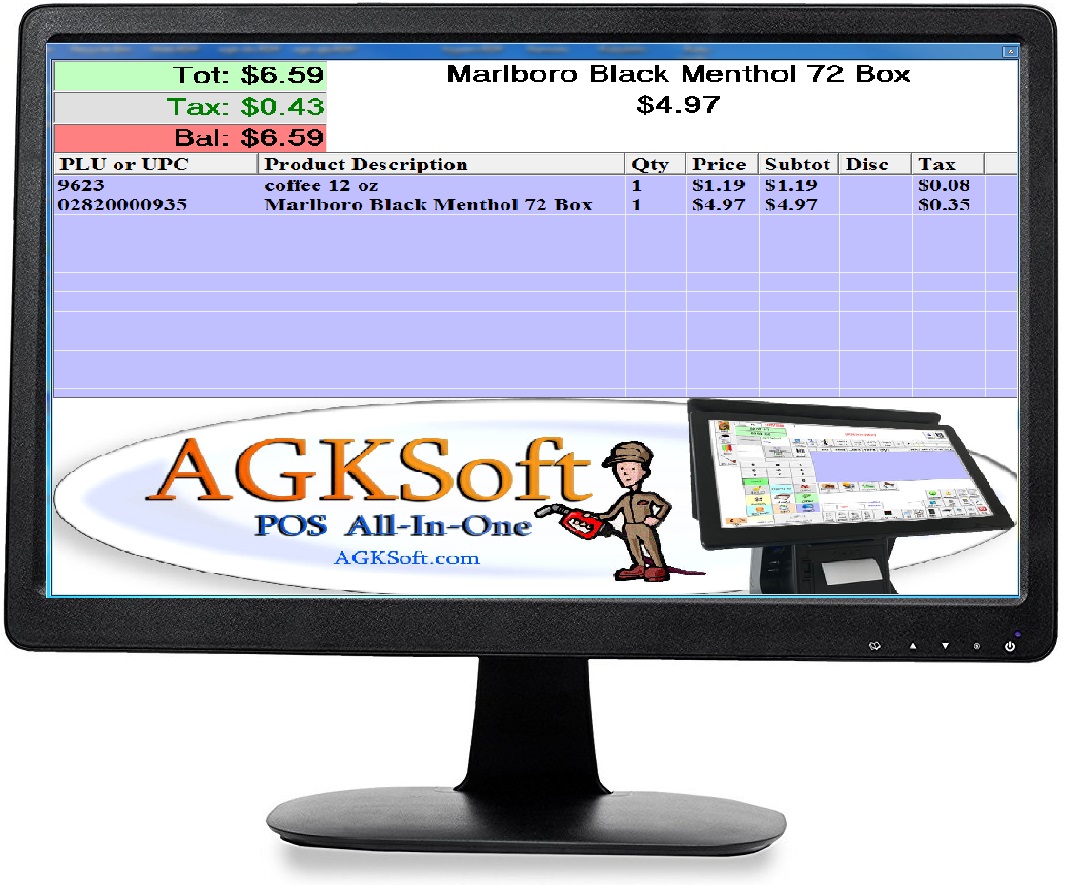 Tot: $6.59
Marlboro Black Menthol 72 Box
Tax: $0.43
$4.97
Bal: $6.59
PLU or UPC Product Description Qty Price Subtot Disc Tax
9623 coffee 12 oz 1 $1.19 $1.19 $0.08
02820000935 Marlboro Black Menthol 72 Box 1 $4.97 $4.97 $0.35
AGKSoft
POS All-In-One
AGKSoft.com